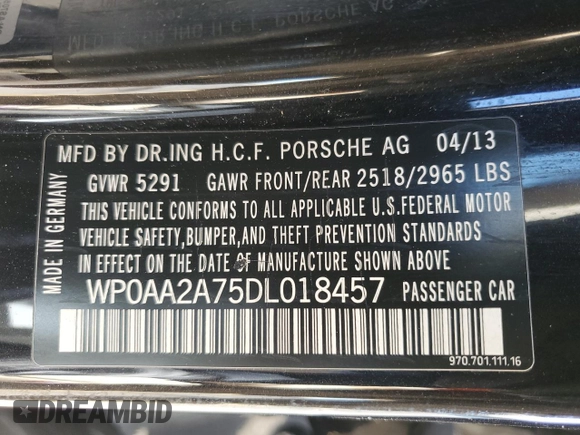 MFD BY DR.ING H.C.F. PORSCHE AG 04/13
GVWR 5291 GAWR FRONT/REAR 2518/2965 LBS
THIS VEHICLE CONFORMS TO ALL APPLICABLE U.S.FEDERAL MOTOR
VEHICLE SAFETY,BUMPER,AND THEFT PREVENTION STANDARDS
IN EFFECT ON DATE OF MANUFACTURE SHOWN ABOVE
WP0AA2A75DL018457 PASSENGER CAR
MADE IN GERMANY
970.701.111.16
DREAMBID